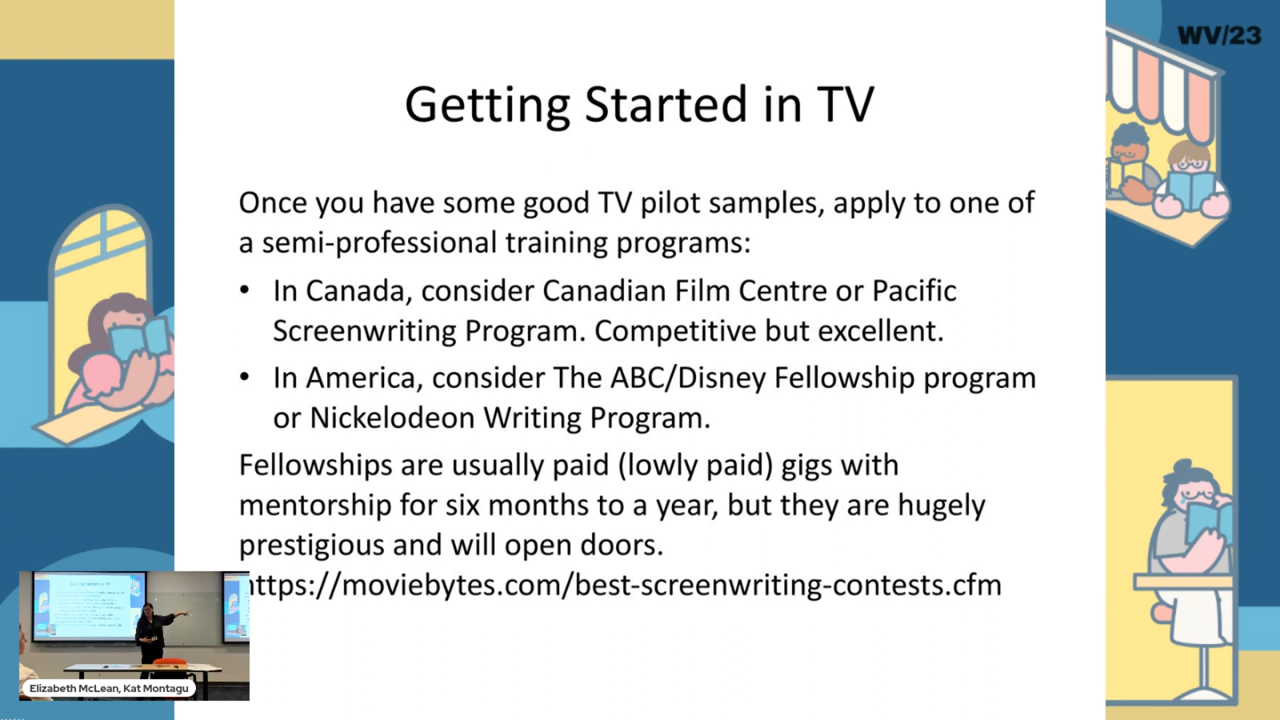 WV/23
Getting Started in TV
Once you have some good TV pilot samples, apply to one of
a semi-professional training programs:
• In Canada, consider Canadian Film Centre or Pacific
Screenwriting Program. Competitive but excellent.
• In America, consider The ABC/Disney Fellowship program
or Nickelodeon Writing Program.
Fellowships are usually paid (lowly paid) gigs with
mentorship for six months to a year, but they are hugely
prestigious and will open doors.
https://moviebytes.com/best-screenwriting-contests.cfm
Elizabeth McLean, Kat Montagu